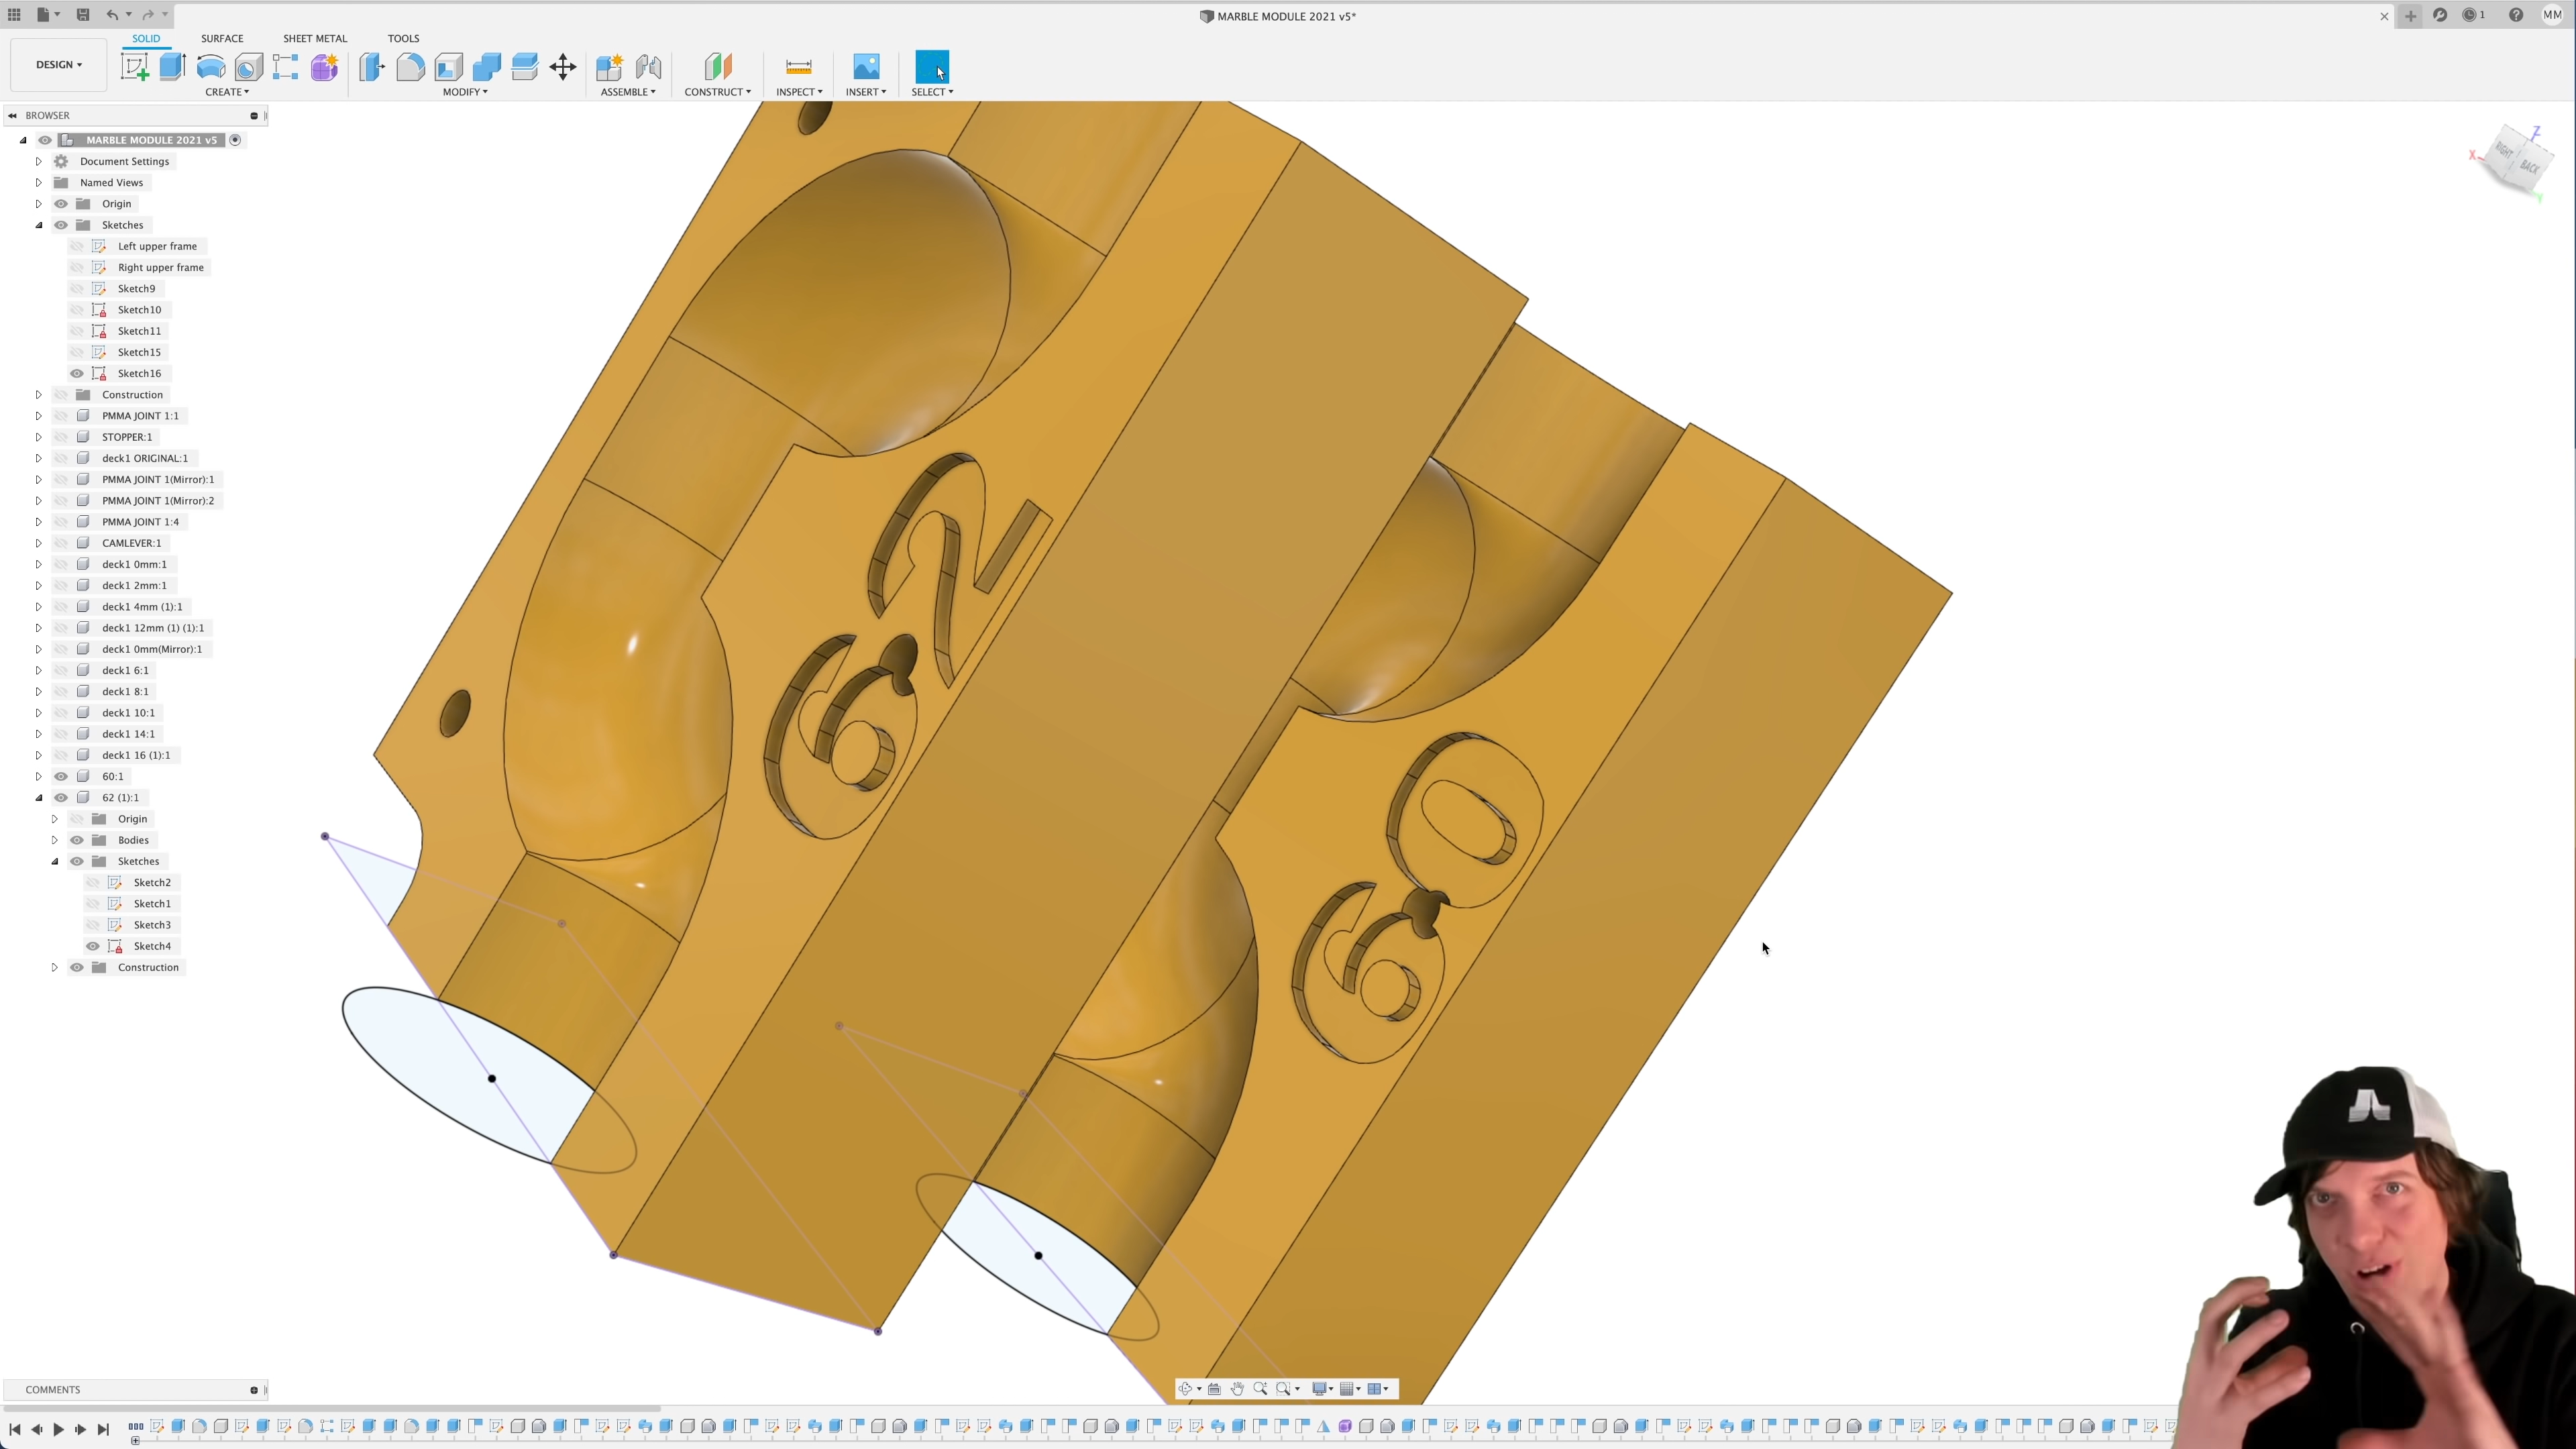 MARBLE MODULE 2021 v5*
1
MM
DESIGN
SOLID
SURFACE
SHEET METAL
TOOLS
CREATE
MODIFY
ASSEMBLE
CONSTRUCT
INSPECT
INSERT
SELECT
BROWSER
MARBLE MODULE 2021 v5
Document Settings
Named Views
Origin
Sketches
Left upper frame
Right upper frame
Sketch9
Sketch10
Sketch11
Sketch15
Sketch16
Construction
PMMA JOINT 1:1
STOPPER:1
deck1 ORIGINAL:1
PMMA JOINT 1(Mirror):1
PMMA JOINT 1(Mirror):2
PMMA JOINT 1:4
CAMLEVER:1
deck1 0mm:1
deck1 2mm:1
deck1 4mm (1):1
deck1 12mm (1) (1):1
deck1 0mm(Mirror):1
deck1 6:1
deck1 8:1
deck1 10:1
deck1 14:1
deck1 16 (1):1
60:1
62 (1):1
Origin
Bodies
Sketches
Sketch2
Sketch1
Sketch3
Sketch4
Construction
COMMENTS
Z
X
RIGHT
BACK
Y
62
60